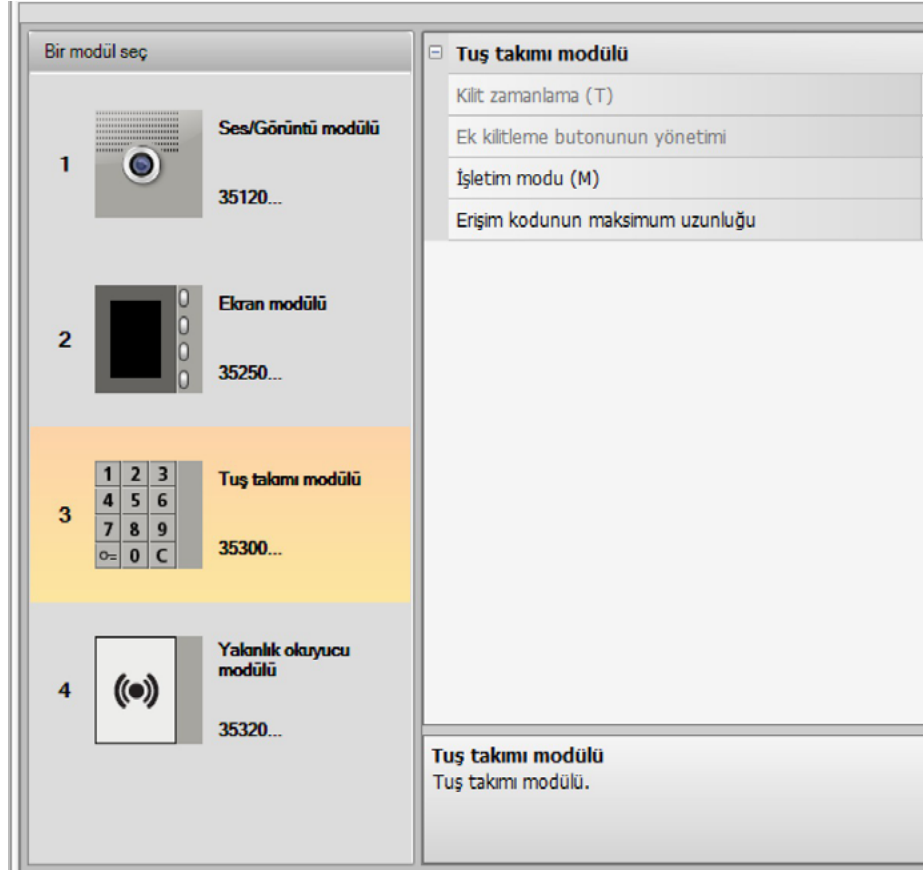 Bir modül seç
1
Ses/Görüntü modülü
35120...
2
Ekran modülü
35250...
3
1 2 3
4 5 6
7 8 9
0 C
Tuş takımı modülü
35300...
4
Yakınlık okuyucu
modülü
35320...
Tuş takımı modülü
Kilit zamanlama (T)
Ek kilitleme butonunun yönetimi
İşletim modu (M)
Erişim kodunun maksimum uzunluğu
Tuş takımı modülü
Tuş takımı modülü.